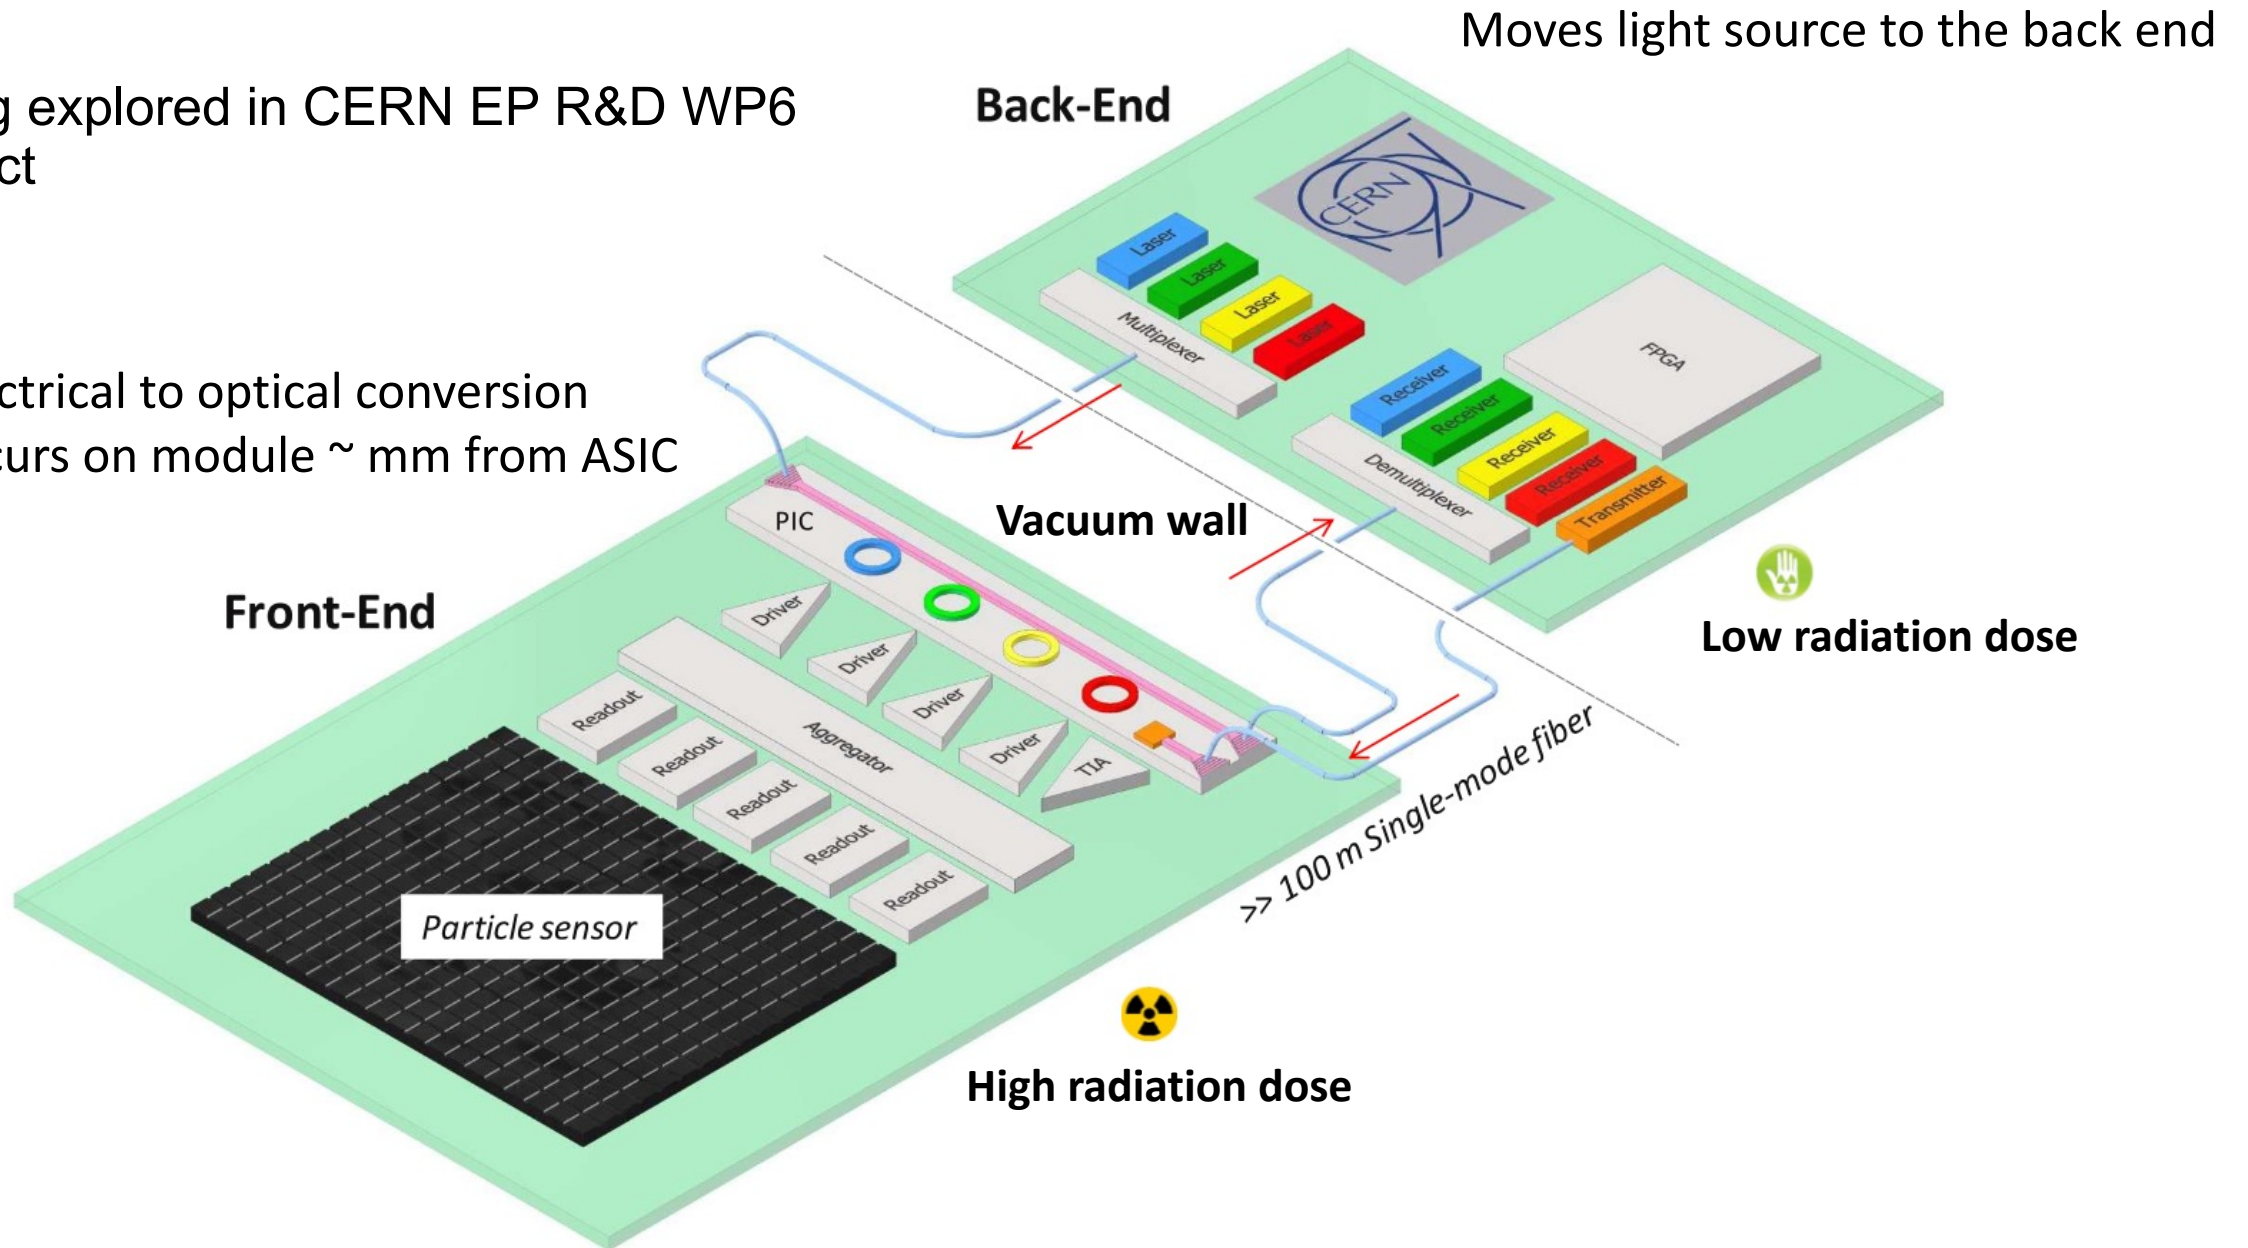 Moves light source to the back end
g explored in CERN EP R&D WP6
ct
Back-End
CERN
Laser
Laser
Laser
Laser
Multiplexer
FPGA
Receiver
Receiver
Receiver
Receiver
Transmitter
Demultiplexer
ctrical to optical conversion
curs on module ~ mm from ASIC
Vacuum wall
PIC
Front-End
Low radiation dose
Driver
Driver
Driver
Driver
TIA
Aggregator
Readout
Readout
Readout
Readout
Readout
>> 100 m Single-mode fiber
Particle sensor
High radiation dose